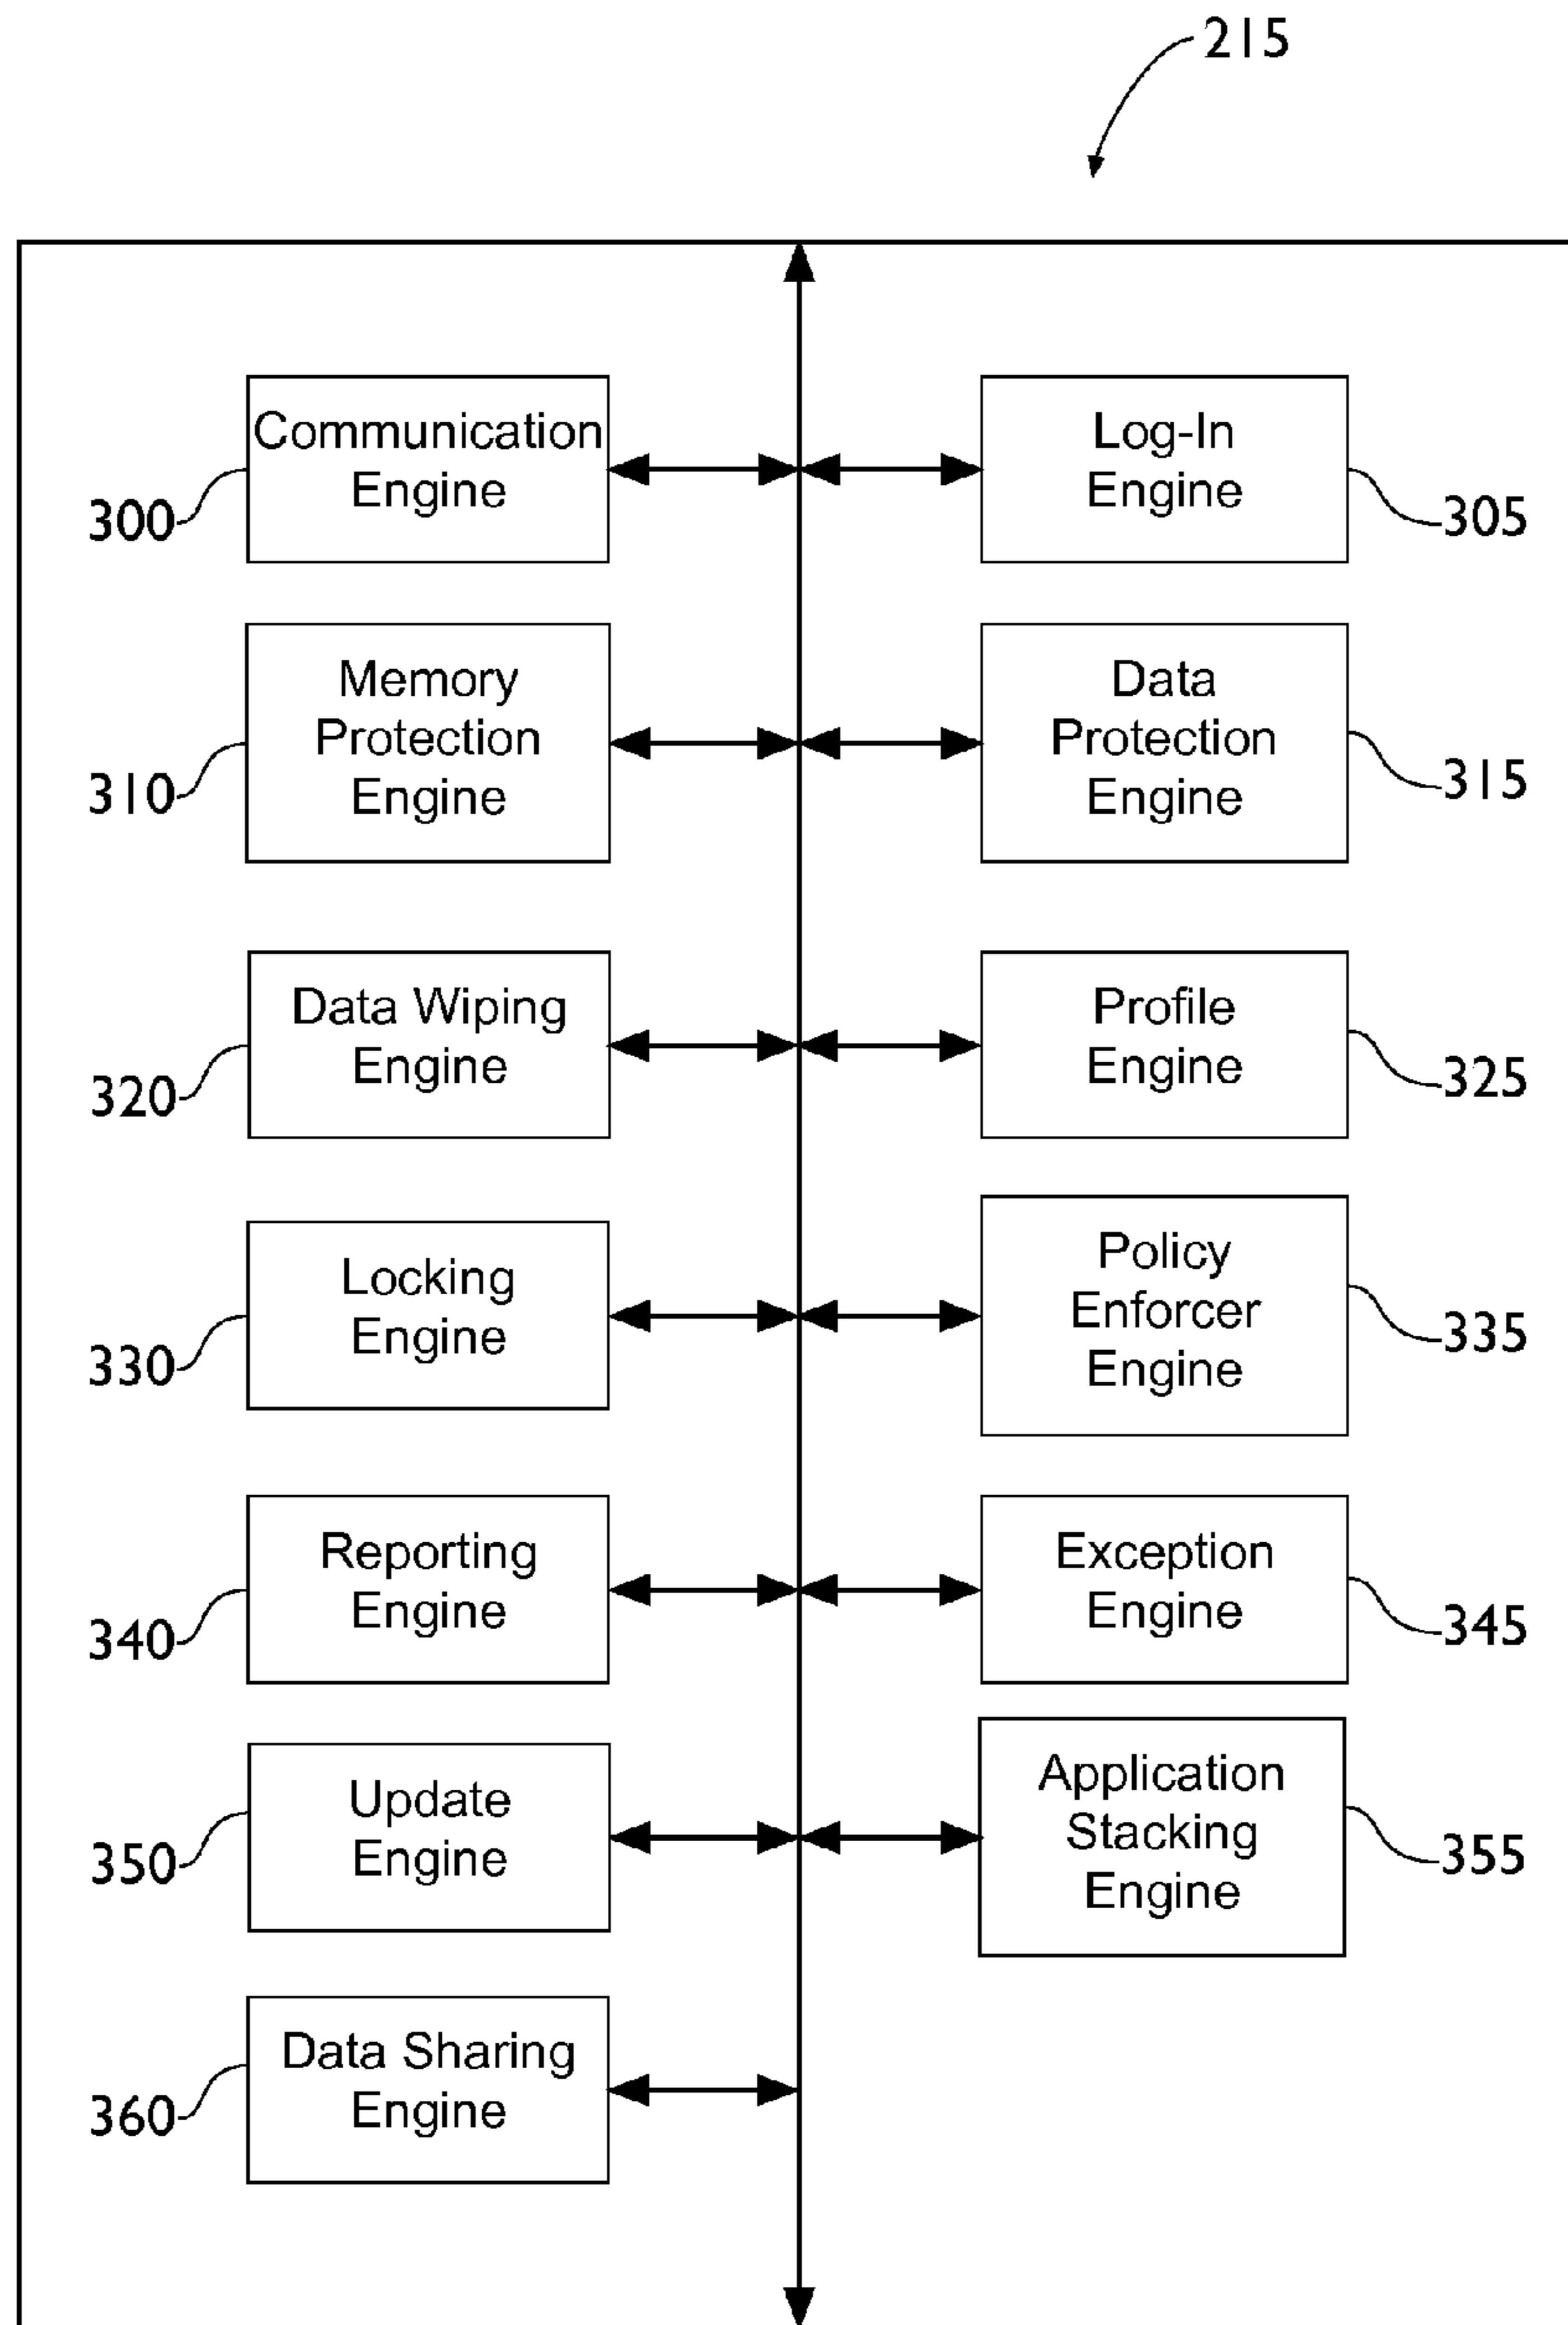 215
Communication
Engine
300
Log-In
Engine
305
Memory
Protection
Engine
310
Data
Protection
Engine
315
Data Wiping
Engine
320
Profile
Engine
325
Locking
Engine
330
Policy
Enforcer
Engine
335
Reporting
Engine
340
Exception
Engine
345
Update
Engine
350
Application
Stacking
Engine
355
Data Sharing
Engine
360